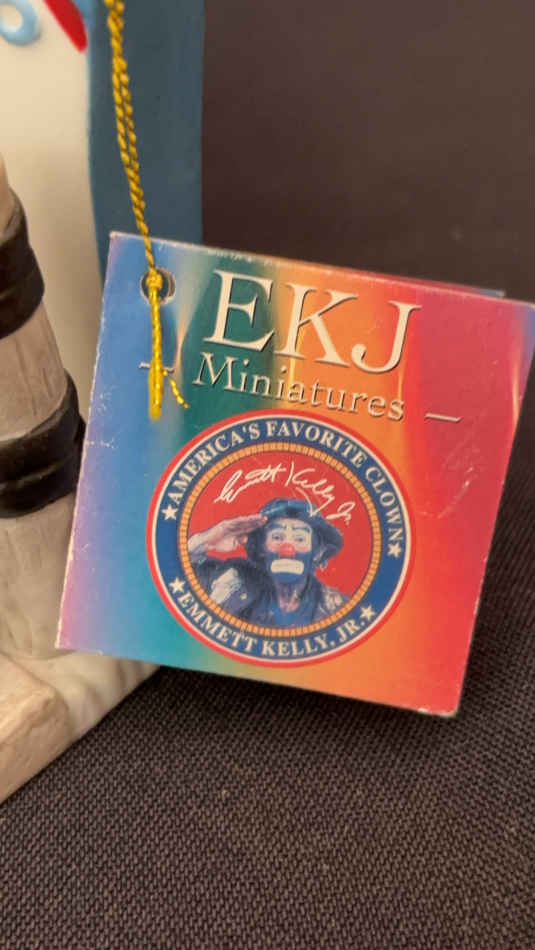 EKJ
– Miniatures –
★AMERICA'S FAVORITE CLOWN★
Emmett Kelly Jr.
★EMMETT KELLY, JR.★